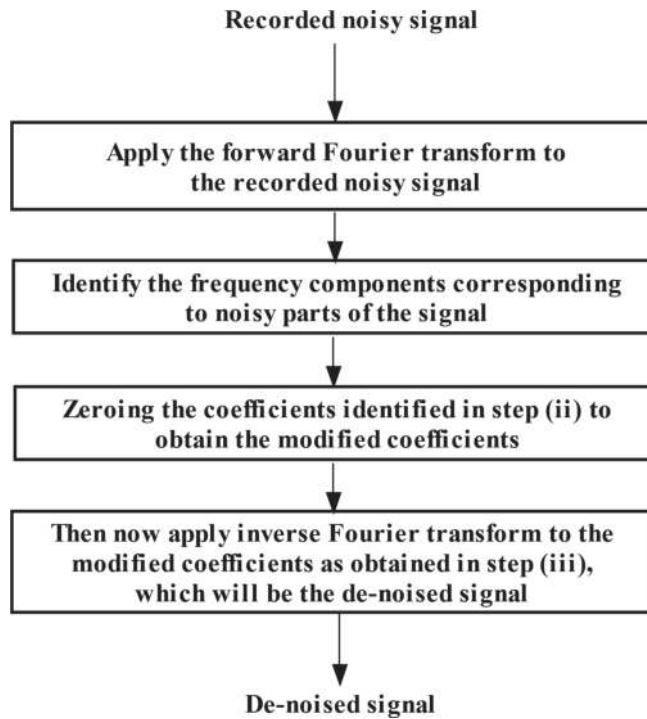 Recorded noisy signal
Apply the forward Fourier transform to
the recorded noisy signal
Identify the frequency components corresponding
to noisy parts of the signal
Zeroing the coefficients identified in step (ii) to
obtain the modified coefficients
Then now apply inverse Fourier transform to the
modified coefficients as obtained in step (iii),
which will be the de-noised signal
De-noised signal